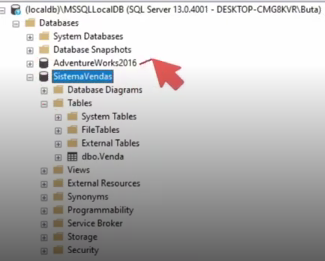 (localdb)\MSSQLLocalDB (SQL Server 13.0.4001 - DESKTOP-CMG8KVR\Buta)
Databases
System Databases
Database Snapshots
AdventureWorks2016
SistemaVendas
Database Diagrams
Tables
System Tables
FileTables
External Tables
dbo.Venda
Views
External Resources
Synonyms
Programmability
Service Broker
Storage
Security